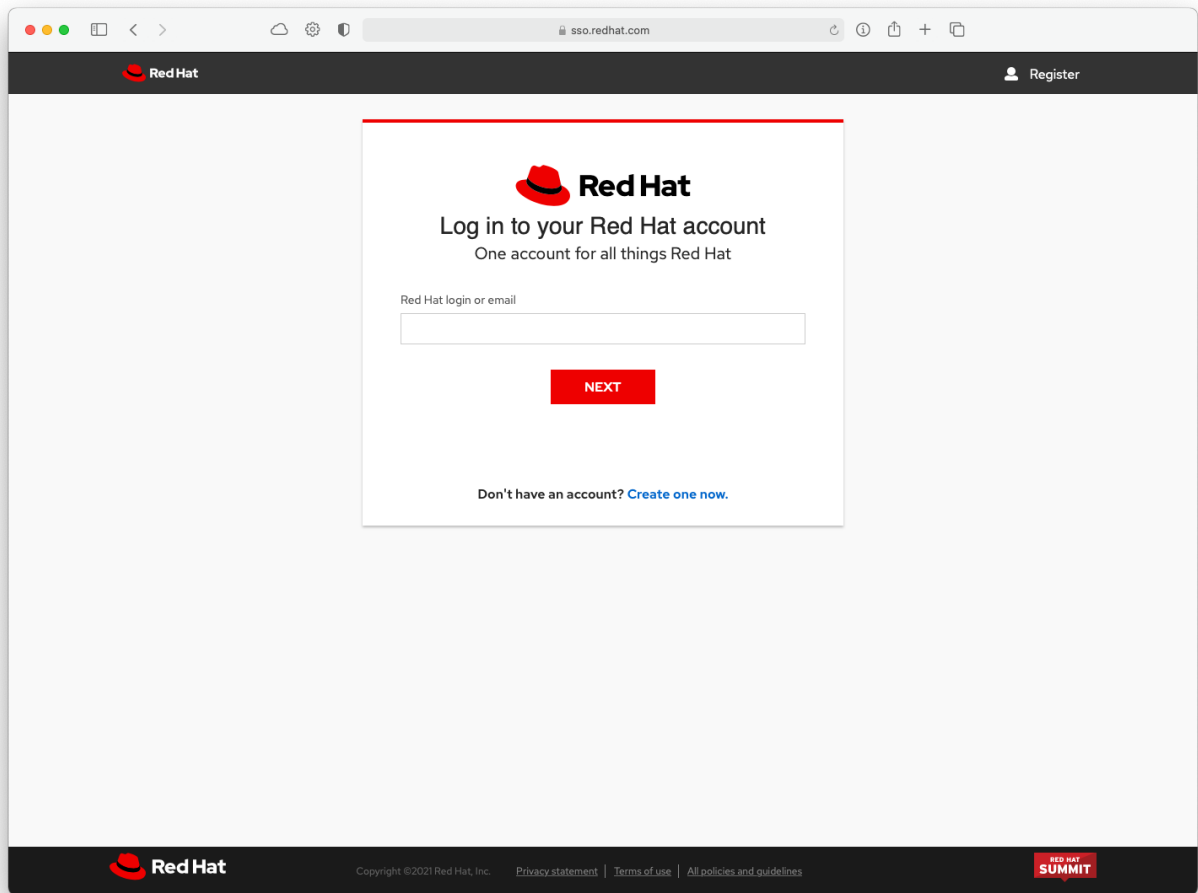 sso.redhat.com
Red Hat
Register
Red Hat
Log in to your Red Hat account
One account for all things Red Hat
Red Hat login or email
NEXT
Don't have an account? Create one now.
Red Hat
Copyright ©2021 Red Hat, Inc. Privacy statement | Terms of use | All policies and guidelines
RED HAT
SUMMIT